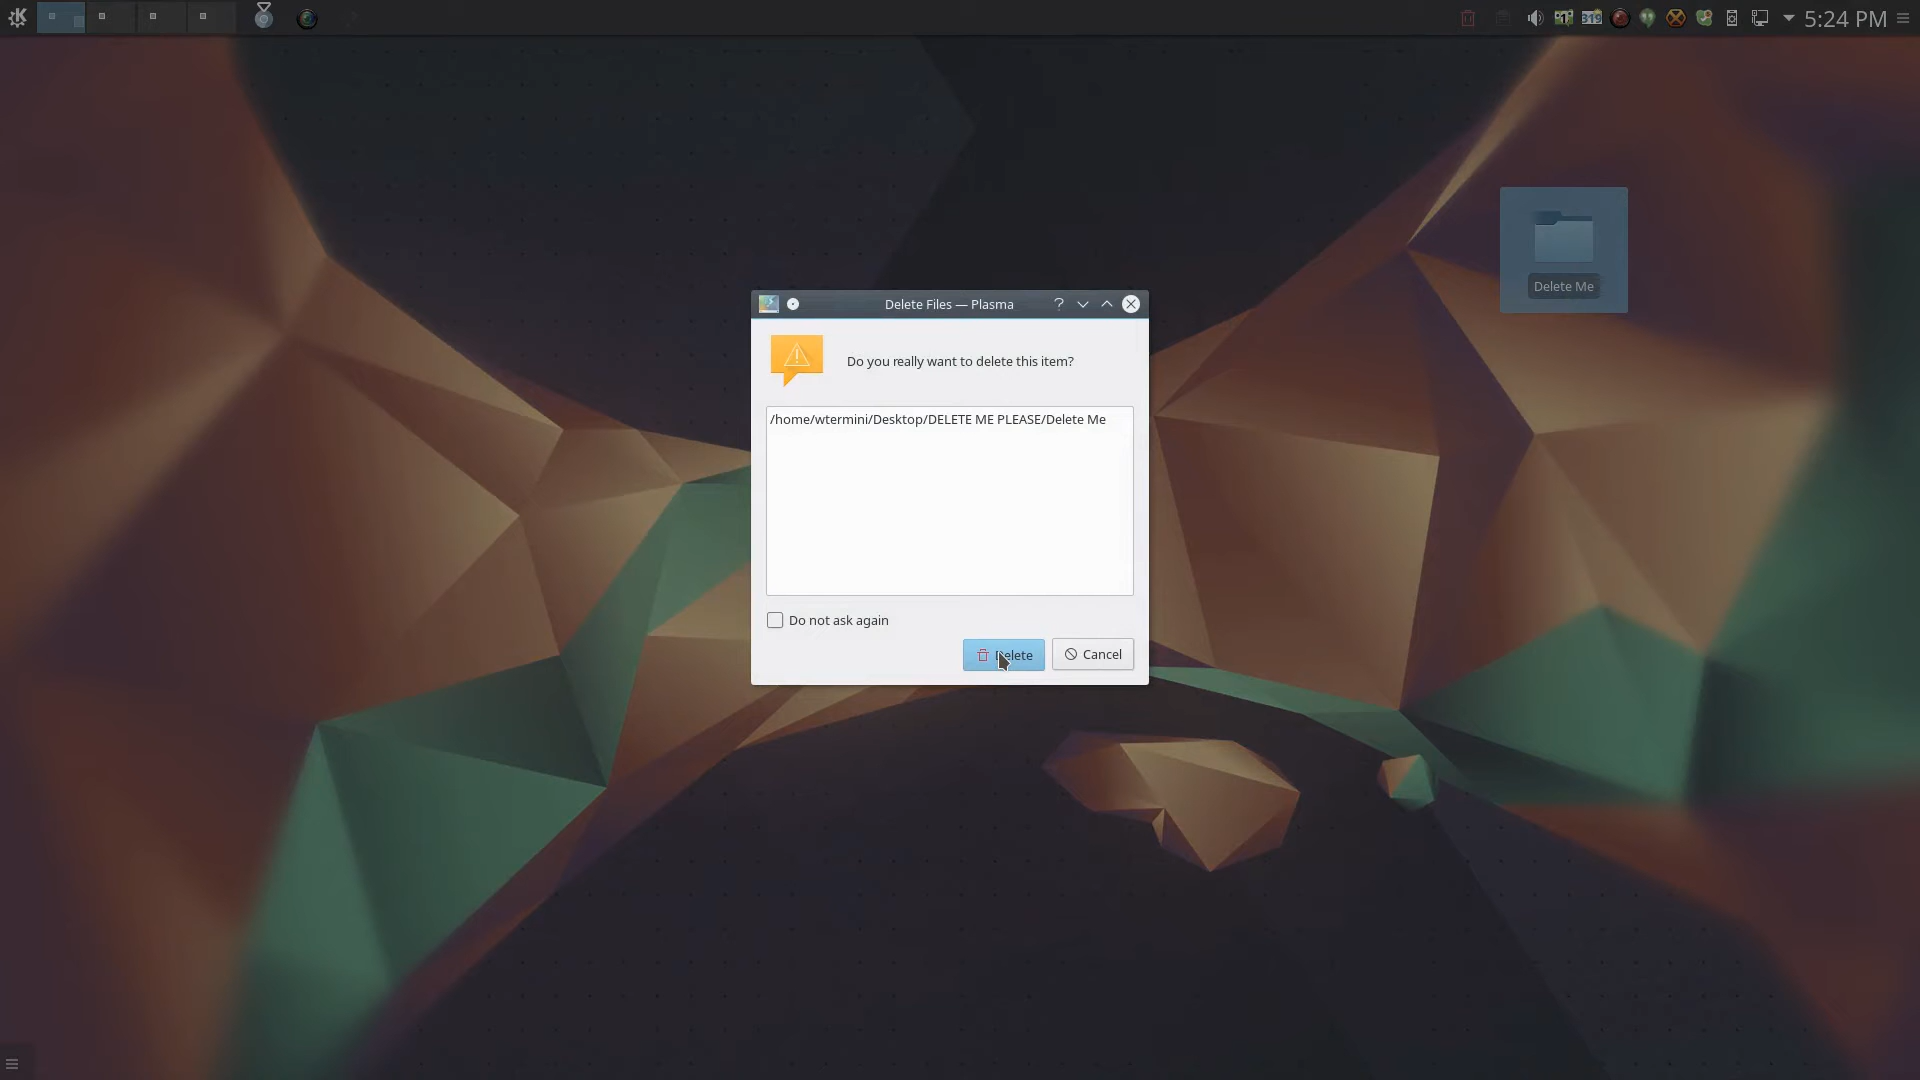 5:24 PM
Delete Me
Delete Files — Plasma
Do you really want to delete this item?
/home/wtermini/Desktop/DELETE ME PLEASE/Delete Me
Do not ask again
Delete
Cancel